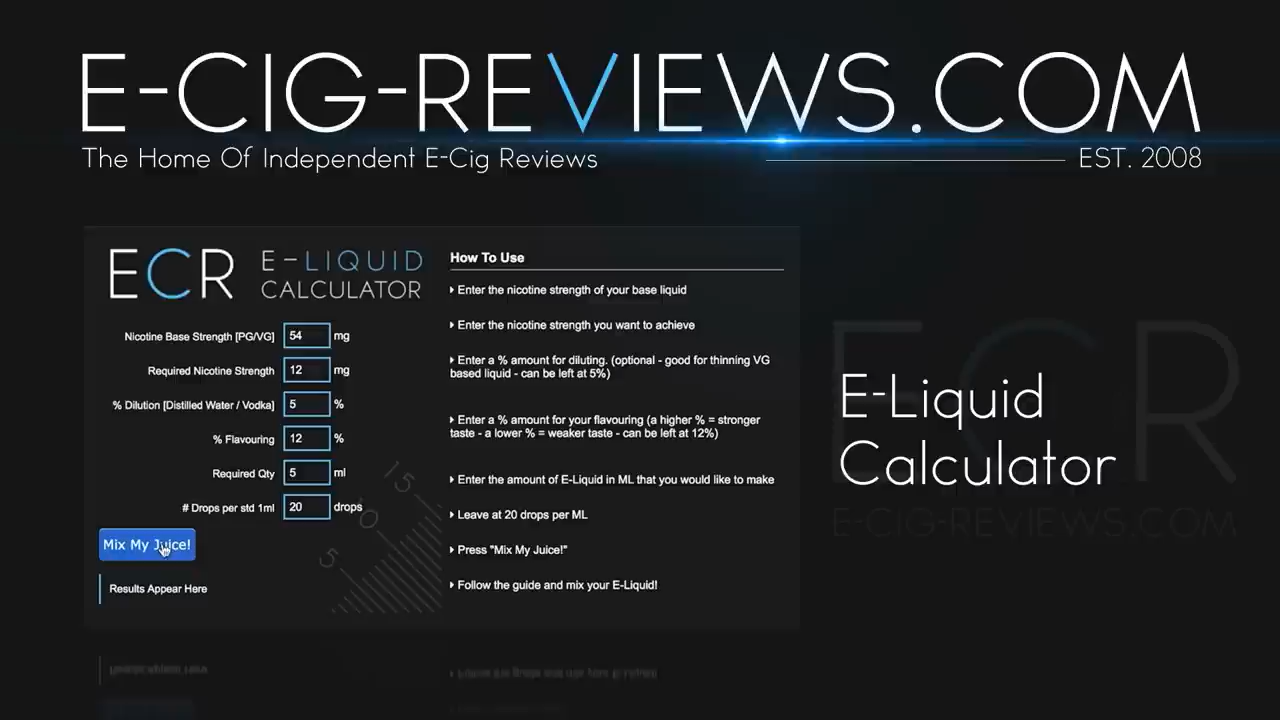 E-CIG-REVIEWS.COM
The Home Of Independent E-Cig Reviews
EST. 2008
ECR E-LIQUID
CALCULATOR
Nicotine Base Strength [PG/VG] 54 mg
Required Nicotine Strength 12 mg
% Dilution [Distilled Water / Vodka] 5 %
% Flavouring 12 %
Required Qty 5 ml
# Drops per std 1ml 20 drops
Mix My Juice!
Results Appear Here
15
10
5
How To Use
Enter the nicotine strength of your base liquid
Enter the nicotine strength you want to achieve
Enter a % amount for diluting. (optional - good for thinning VG
based liquid - can be left at 5%)
Enter a % amount for your flavouring (a higher % = stronger
taste - a lower % = weaker taste - can be left at 12%)
Enter the amount of E-Liquid in ML that you would like to make
Leave at 20 drops per ML
Press "Mix My Juice!"
Follow the guide and mix your E-Liquid!
E-Liquid
Calculator
ECR
E-CIG-REVIEWS.COM